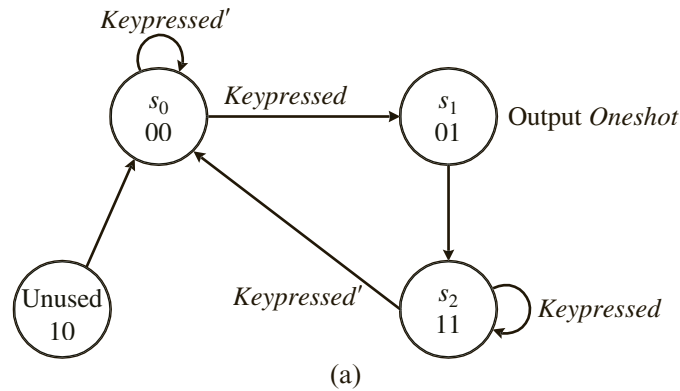 Keypressed′
Keypressed
s₀
00
s₁
01
Output Oneshot
Unused
10
Keypressed′
s₂
11
Keypressed
(a)